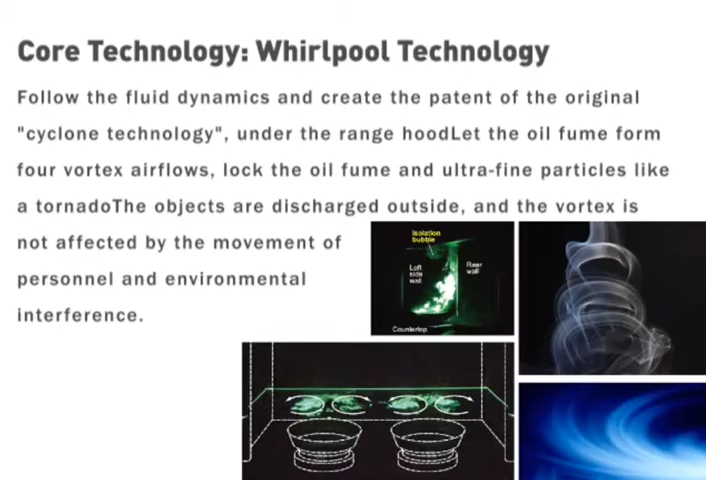 Core Technology: Whirlpool Technology
Follow the fluid dynamics and create the patent of the original
"cyclone technology", under the range hoodLet the oil fume form
four vortex airflows, lock the oil fume and ultra-fine particles like
a tornadoThe objects are discharged outside, and the vortex is
not affected by the movement of
personnel and environmental
interference.
Isolation
bubble
Left
side
wall
Rear
wall
Countertop